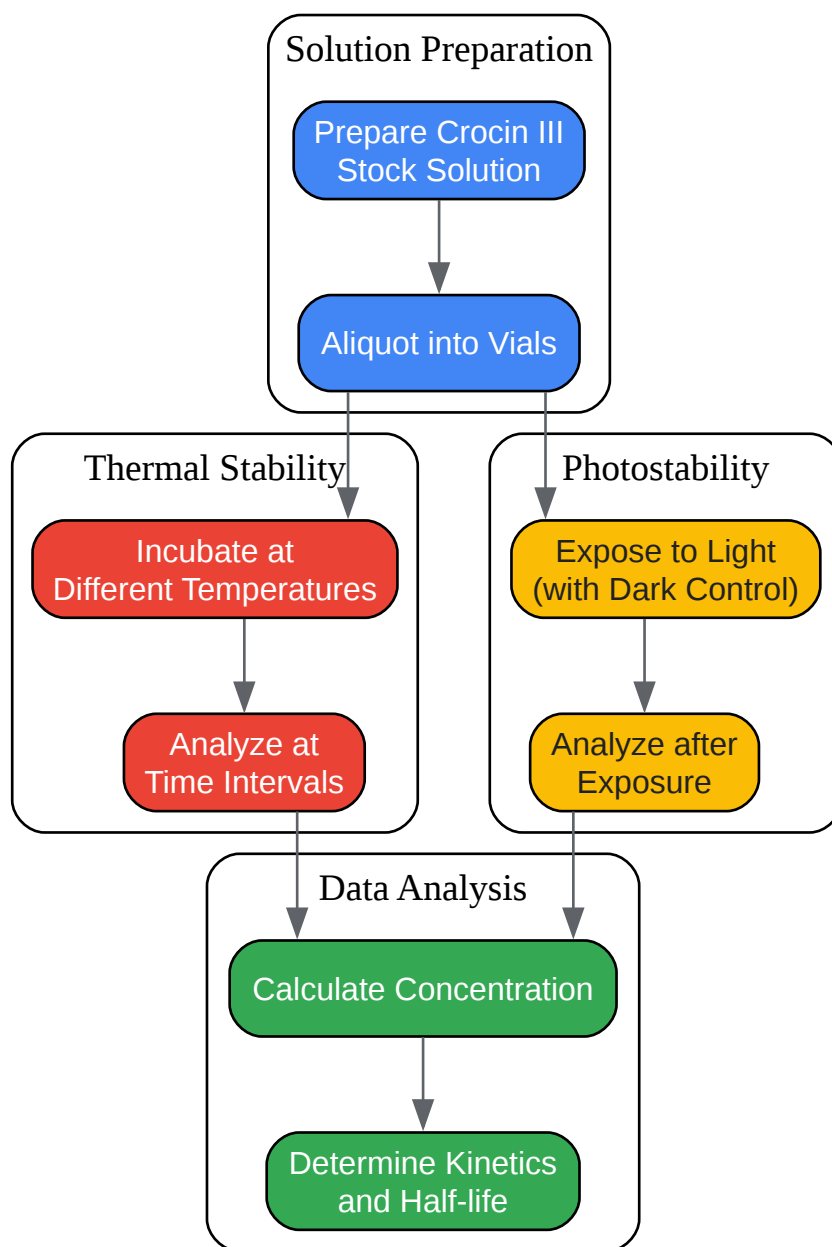 Solution Preparation
Prepare Crocin III
Stock Solution
Aliquot into Vials
Thermal Stability
Incubate at
Different Temperatures
Analyze at
Time Intervals
Photostability
Expose to Light
(with Dark Control)
Analyze after
Exposure
Data Analysis
Calculate Concentration
Determine Kinetics
and Half-life